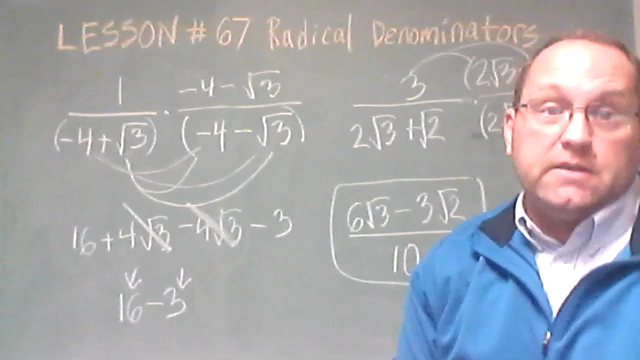 LESSON # 67 Radical Denominators
1/(-4+√3) · (-4-√3)/(-4-√3)
16+4√3-4√3-3
16-3
3/(2√3+√2) · (2√3/(2
(6√3-3√2)/10